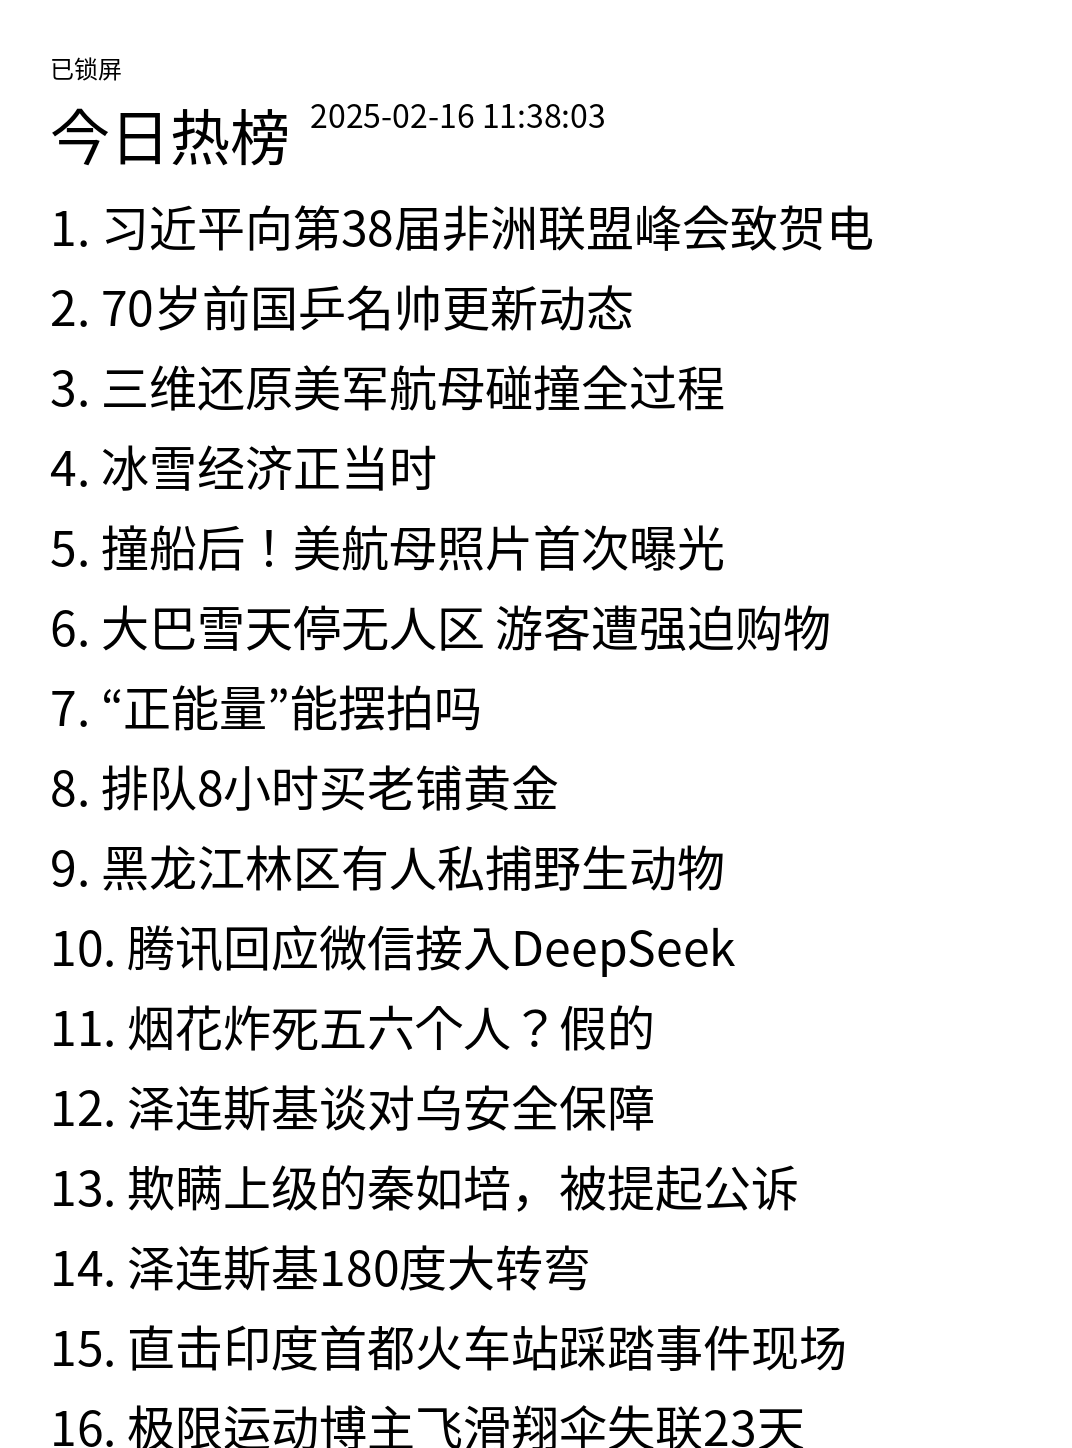 已锁屏
今日热榜 2025-02-16 11:38:03
1. 习近平向第38届非洲联盟峰会致贺电
2. 70岁前国乒名帅更新动态
3. 三维还原美军航母碰撞全过程
4. 冰雪经济正当时
5. 撞船后！美航母照片首次曝光
6. 大巴雪天停无人区 游客遭强迫购物
7. “正能量”能摆拍吗
8. 排队8小时买老铺黄金
9. 黑龙江林区有人私捕野生动物
10. 腾讯回应微信接入DeepSeek
11. 烟花炸死五六个人？假的
12. 泽连斯基谈对乌安全保障
13. 欺瞒上级的秦如培，被提起公诉
14. 泽连斯基180度大转弯
15. 直击印度首都火车站踩踏事件现场
16. 极限运动博主飞滑翔伞失联23天